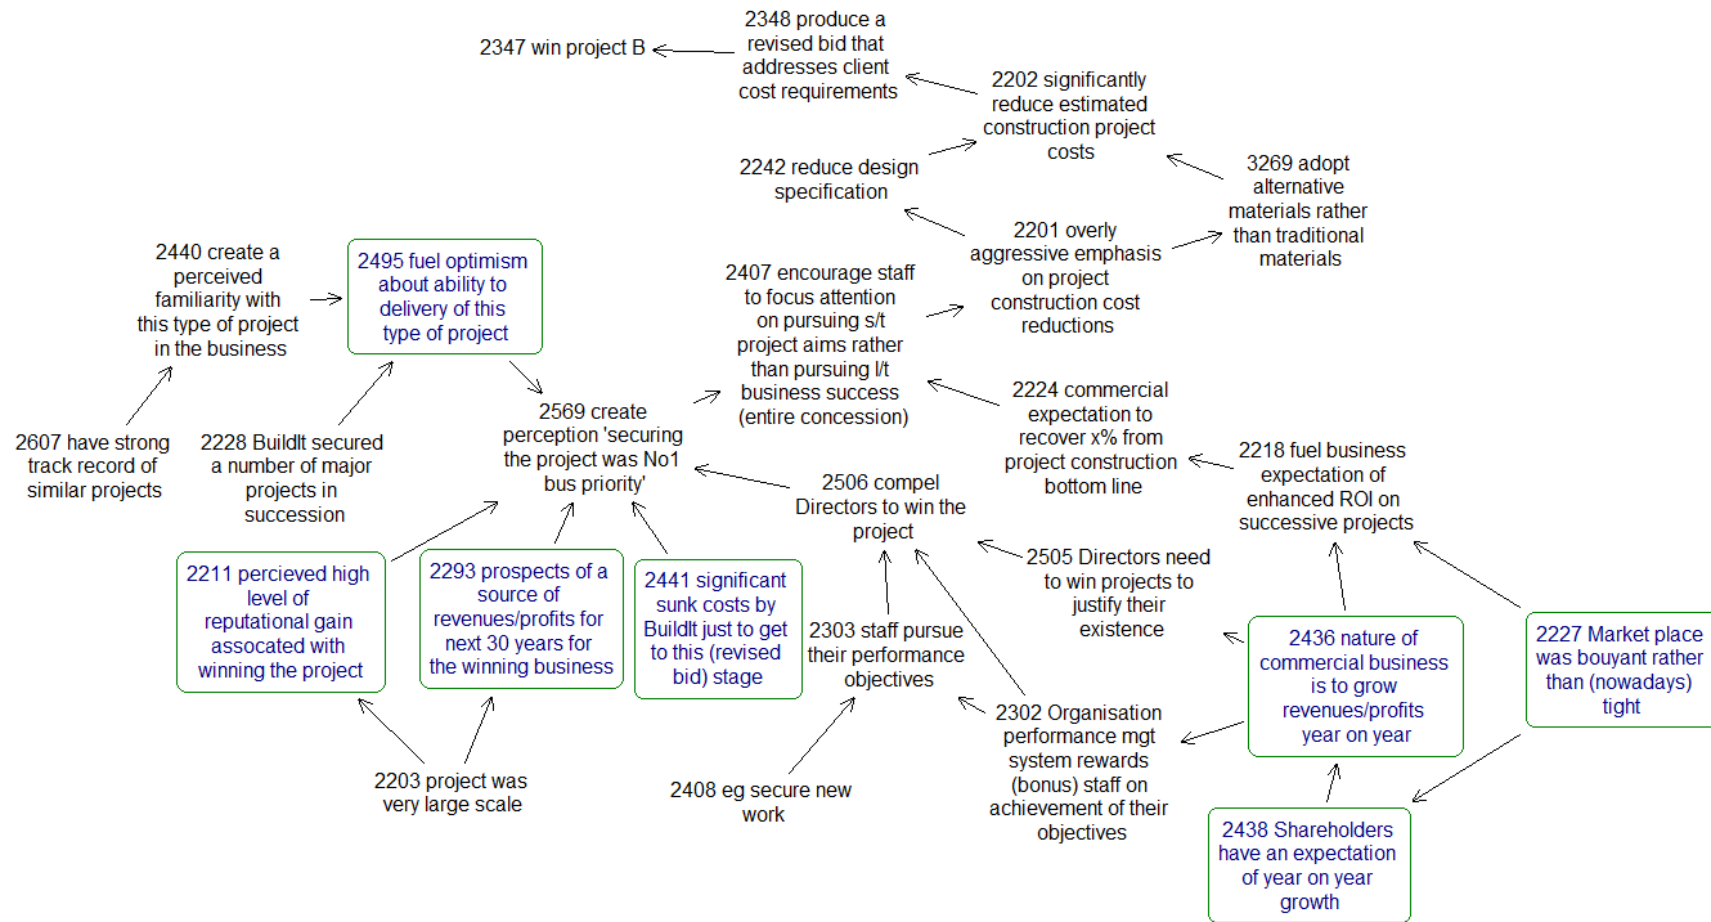 2348 produce a
revised bid that
addresses client
cost requirements
2347 win project B
2202 significantly
reduce estimated
construction project
costs
2242 reduce design
specification
3269 adopt
alternative
materials rather
than traditional
materials
2201 overly
aggressive emphasis
on project
construction cost
reductions
2440 create a
perceived
familiarity with
this type of project
in the business
2495 fuel optimism
about ability to
delivery of this
type of project
2407 encourage staff
to focus attention
on pursuing s/t
project aims rather
than pursuing l/t
business success
(entire concession)
2224 commercial
expectation to
recover x% from
project construction
bottom line
2607 have strong
track record of
similar projects
2228 BuildIt secured
a number of major
projects in
succession
2569 create
perception 'securing
the project was No1
bus priority'
2218 fuel business
expectation of
enhanced ROI on
successive projects
2506 compel
Directors to win the
project
2505 Directors need
to win projects to
justify their
existence
2211 percieved high
level of
reputational gain
assocated with
winning the project
2293 prospects of a
source of
revenues/profits for
next 30 years for
the winning business
2441 significant
sunk costs by
BuildIt just to get
to this (revised
bid) stage
2303 staff pursue
their performance
objectives
2436 nature of
commercial business
is to grow
revenues/profits
year on year
2227 Market place
was bouyant rather
than (nowadays)
tight
2203 project was
very large scale
2408 eg secure new
work
2302 Organisation
performance mgt
system rewards
(bonus) staff on
achievement of their
objectives
2438 Shareholders
have an expectation
of year on year
growth